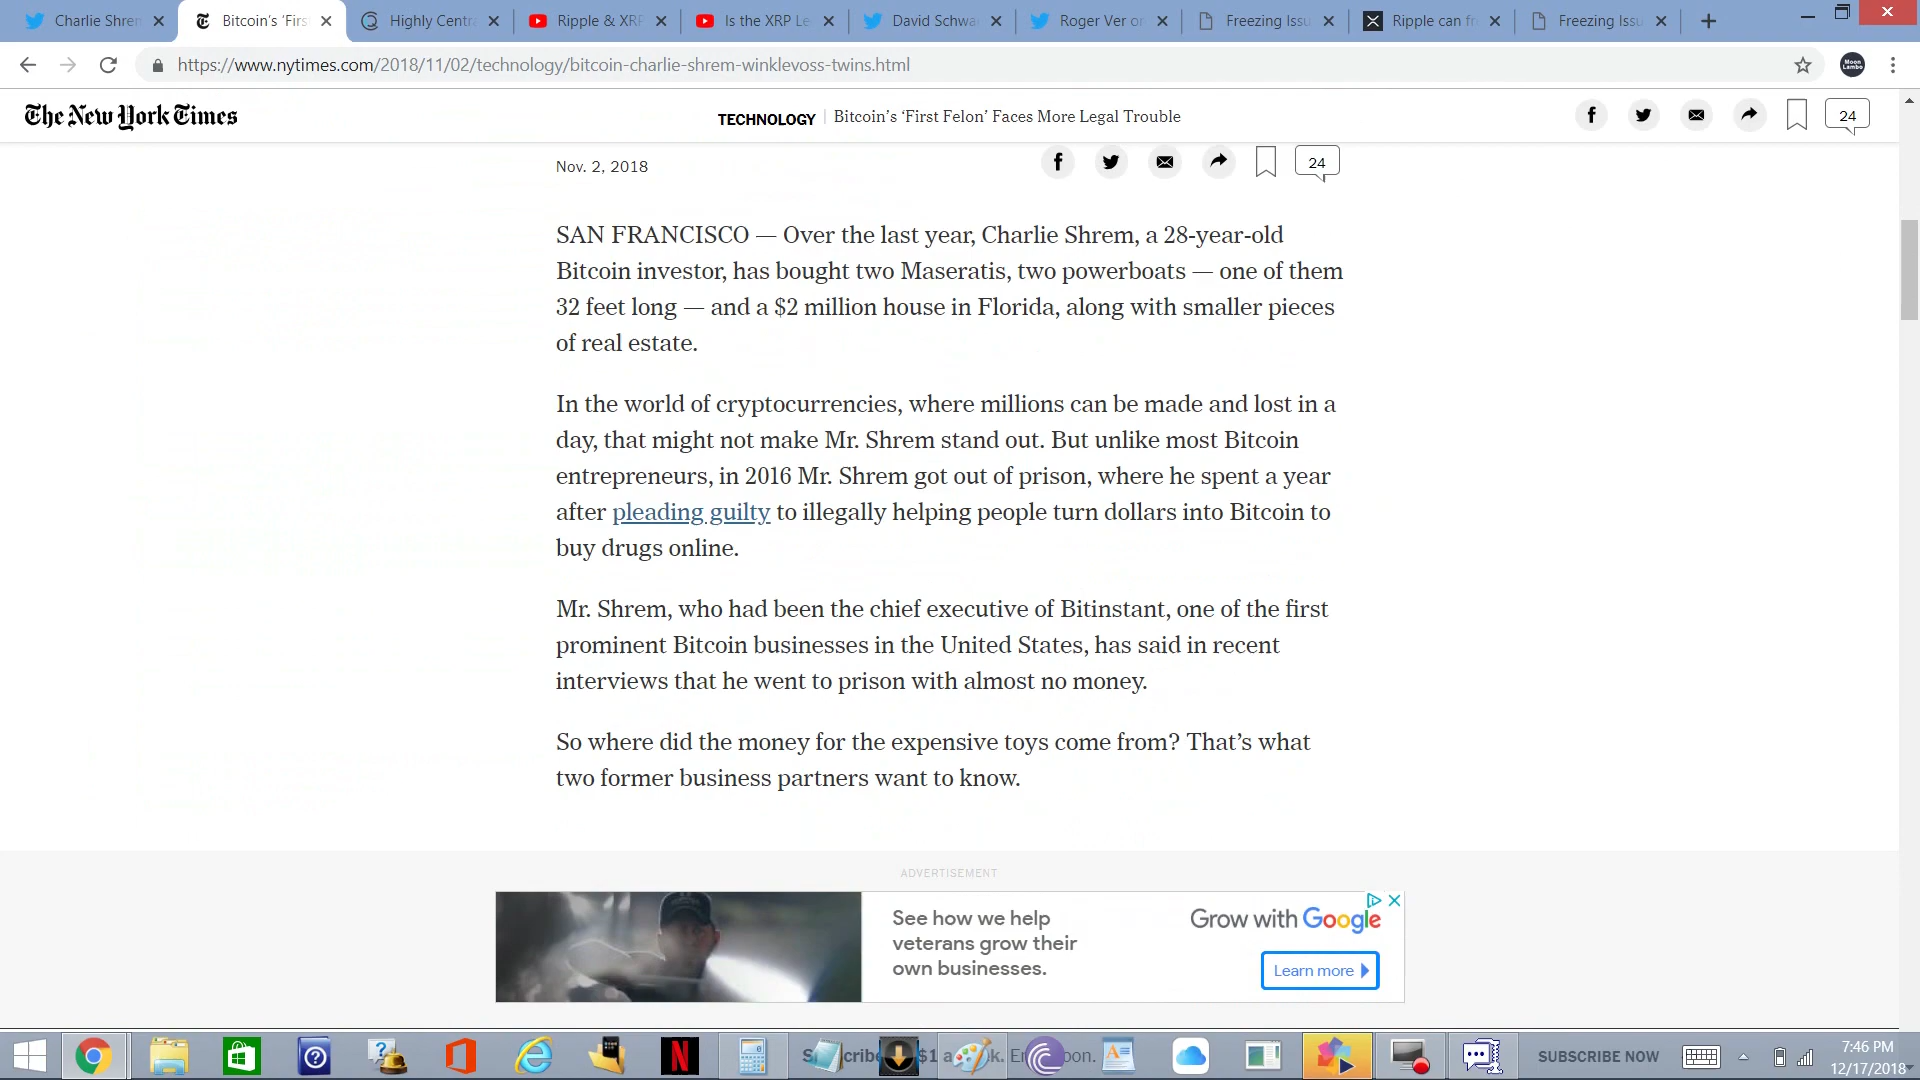 Charlie Shren
Bitcoin's 'Firs
Highly Centra
Ripple & XRP
Is the XRP Le
David Schwa
Roger Ver on
Freezing Issu
Ripple can fr
Freezing Issu
https://www.nytimes.com/2018/11/02/technology/bitcoin-charlie-shrem-winklevoss-twins.html
Moon Lambo
The New York Times
TECHNOLOGY | Bitcoin's ‘First Felon’ Faces More Legal Trouble
24
Nov. 2, 2018
24
SAN FRANCISCO — Over the last year, Charlie Shrem, a 28-year-old
Bitcoin investor, has bought two Maseratis, two powerboats — one of them
32 feet long — and a $2 million house in Florida, along with smaller pieces
of real estate.
In the world of cryptocurrencies, where millions can be made and lost in a
day, that might not make Mr. Shrem stand out. But unlike most Bitcoin
entrepreneurs, in 2016 Mr. Shrem got out of prison, where he spent a year
after pleading guilty to illegally helping people turn dollars into Bitcoin to
buy drugs online.
Mr. Shrem, who had been the chief executive of Bitinstant, one of the first
prominent Bitcoin businesses in the United States, has said in recent
interviews that he went to prison with almost no money.
So where did the money for the expensive toys come from? That’s what
two former business partners want to know.
ADVERTISEMENT
See how we help
veterans grow their
own businesses.
Grow with Google
Learn more
$1 a
SUBSCRIBE NOW
7:46 PM
12/17/2018